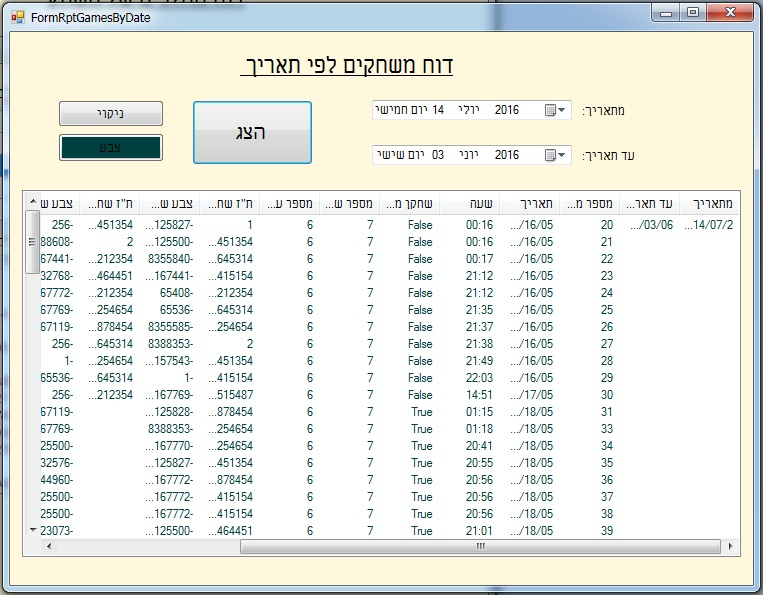 FormRptGamesByDate
דוח משחקים לפי תאריך
מתאריך: יום חמישי 14 יולי 2016
עד תאריך: יום שישי 03 יוני 2016
הצג
ניקוי
צבע
מתאריך עד תאר... מספר מ... תאריך שעה שחקן מ... מספר ש... מספר ע... ת"ז שח... צבע ש... ת"ז שח... צבע ש
14/07/2... 03/06/... 20 16/05/... 00:16 False 7 6 1 125827-... 451354... 256-
21 16/05/... 00:16 False 7 6 451354... 125500-... 2 88608-
22 16/05/... 00:17 False 7 6 645314... 8355840- 212354... 67441-
23 16/05/... 21:12 False 7 6 415154... 167441-... 464451... 32768-
24 16/05/... 21:12 False 7 6 212354... 65408- 212354... 67772-
25 16/05/... 21:35 False 7 6 645314... 65536- 254654... 67769-
26 16/05/... 21:37 False 7 6 254654... 8355585- 878454... 67119-
27 16/05/... 21:38 False 7 6 2 8388353- 645314... 256-
28 16/05/... 21:49 False 7 6 451354... 157543-... 254654... 1-
29 16/05/... 22:03 False 7 6 415154... 1- 645314... 65536-
30 17/05/... 14:51 False 7 6 515487... 167769-... 212354... 256-
31 18/05/... 01:15 True 7 6 878454... 125828-... 67119-
33 18/05/... 01:18 True 7 6 254654... 8388353- 67769-
34 18/05/... 20:41 True 7 6 254654... 167770-... 25500-
35 18/05/... 20:55 True 7 6 451354... 125827-... 32576-
36 18/05/... 20:56 True 7 6 878454... 167772-... 44960-
37 18/05/... 20:56 True 7 6 415154... 167772-... 25500-
38 18/05/... 20:56 True 7 6 415154... 167772-... 25500-
39 18/05/... 21:01 True 7 6 464451... 125500-... 23073-